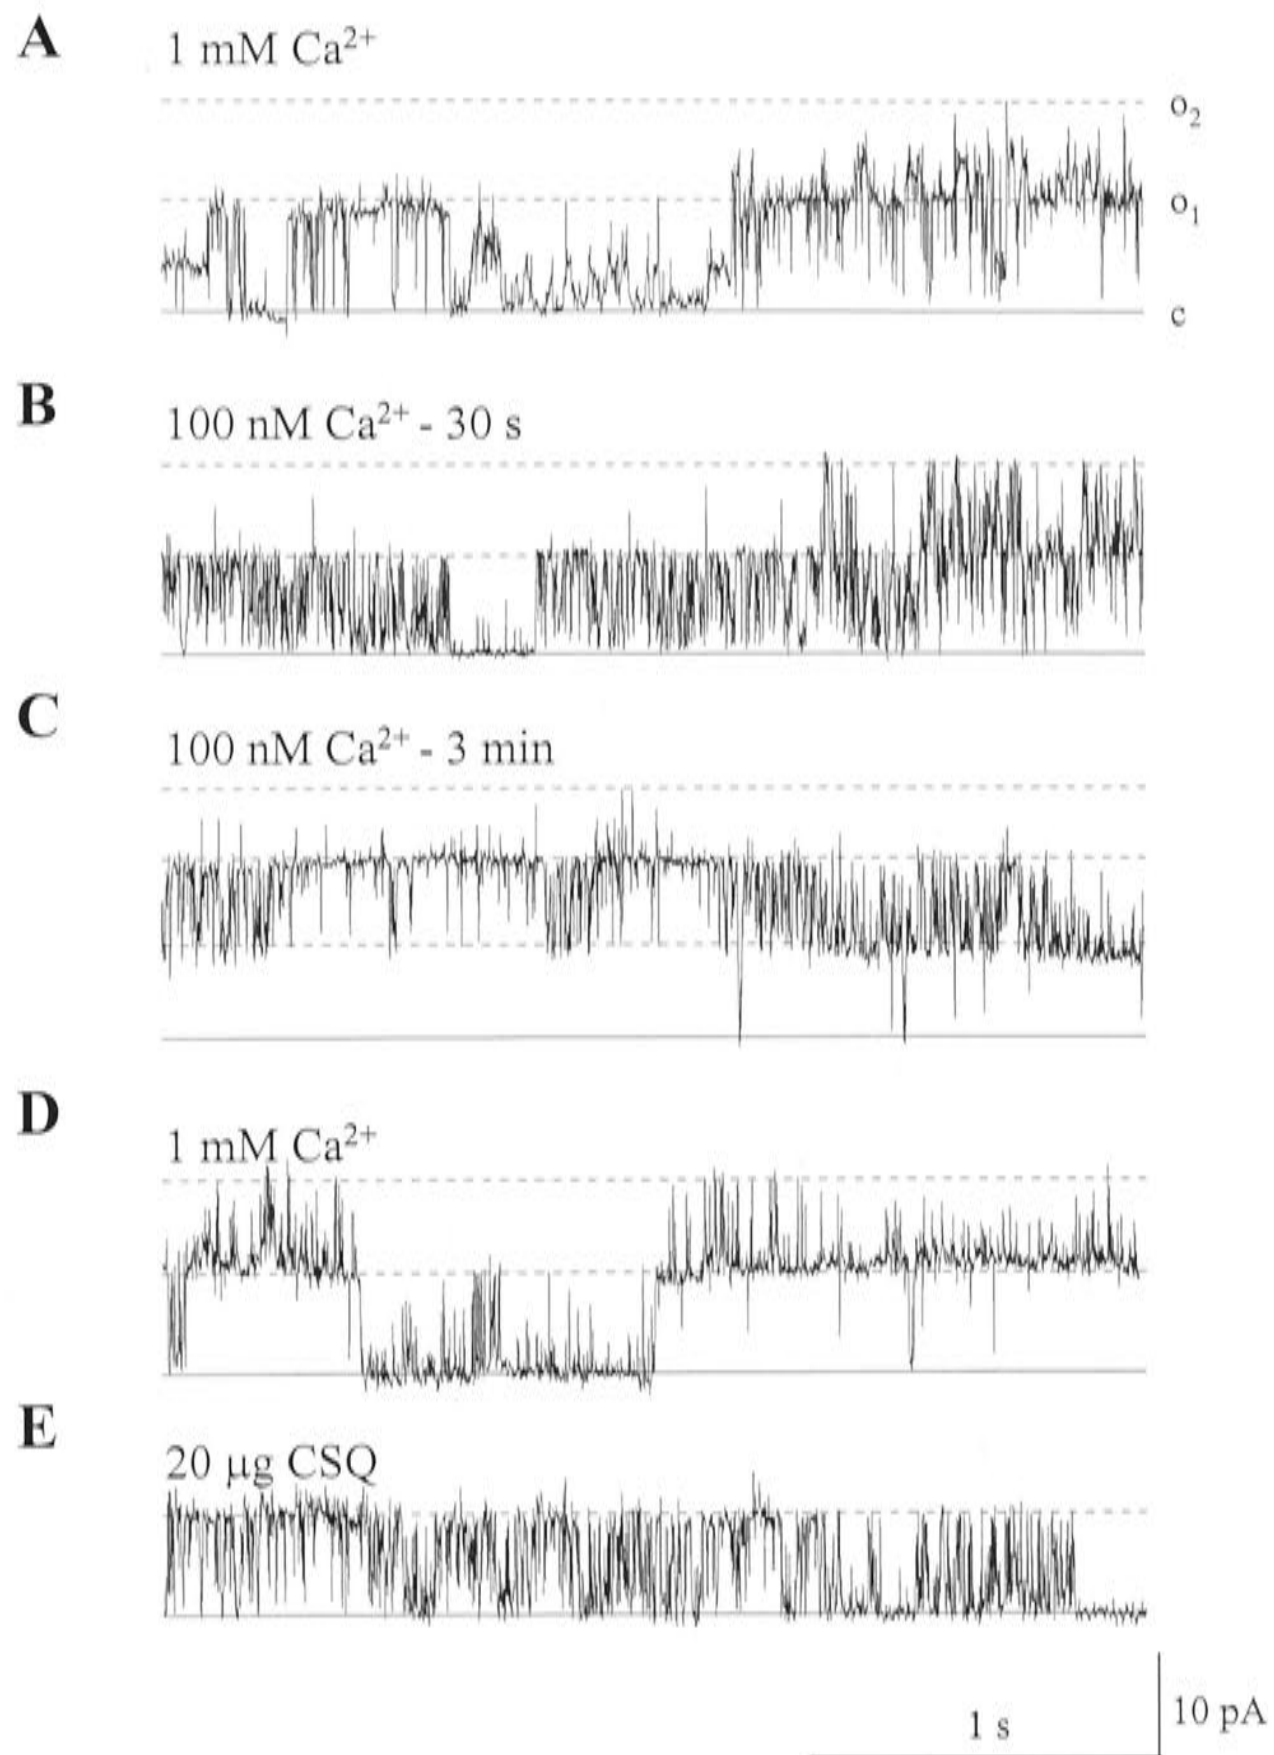 A
1 mM Ca²⁺
o₂
o₁
c
B
100 nM Ca²⁺ - 30 s
C
100 nM Ca²⁺ - 3 min
D
1 mM Ca²⁺
E
20 µg CSQ
1 s
10 pA